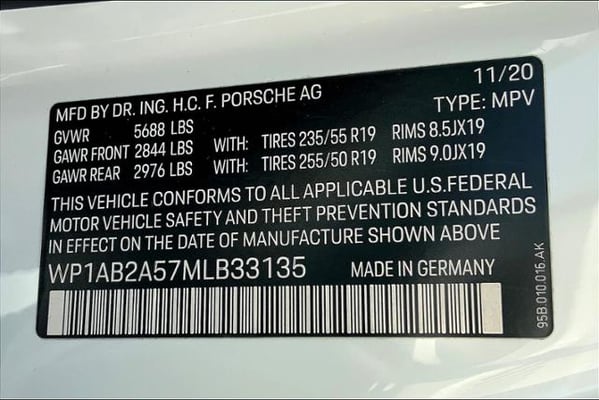 11/20
MFD BY DR. ING. H.C. F. PORSCHE AG TYPE: MPV
GVWR 5688 LBS
GAWR FRONT 2844 LBS WITH: TIRES 235/55 R19 RIMS 8.5JX19
GAWR REAR 2976 LBS WITH: TIRES 255/50 R19 RIMS 9.0JX19
THIS VEHICLE CONFORMS TO ALL APPLICABLE U.S.FEDERAL
MOTOR VEHICLE SAFETY AND THEFT PREVENTION STANDARDS
IN EFFECT ON THE DATE OF MANUFACTURE SHOWN ABOVE
WP1AB2A57MLB33135 MADE IN GERMANY
95B.010.016.AK